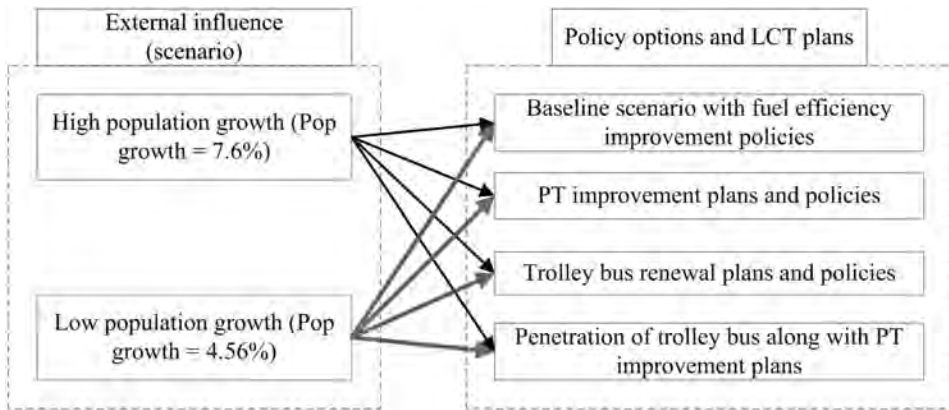 External influence
(scenario)
Policy options and LCT plans
High population growth (Pop
growth = 7.6%)
Low population growth (Pop
growth = 4.56%)
Baseline scenario with fuel efficiency
improvement policies
PT improvement plans and policies
Trolley bus renewal plans and policies
Penetration of trolley bus along with PT
improvement plans